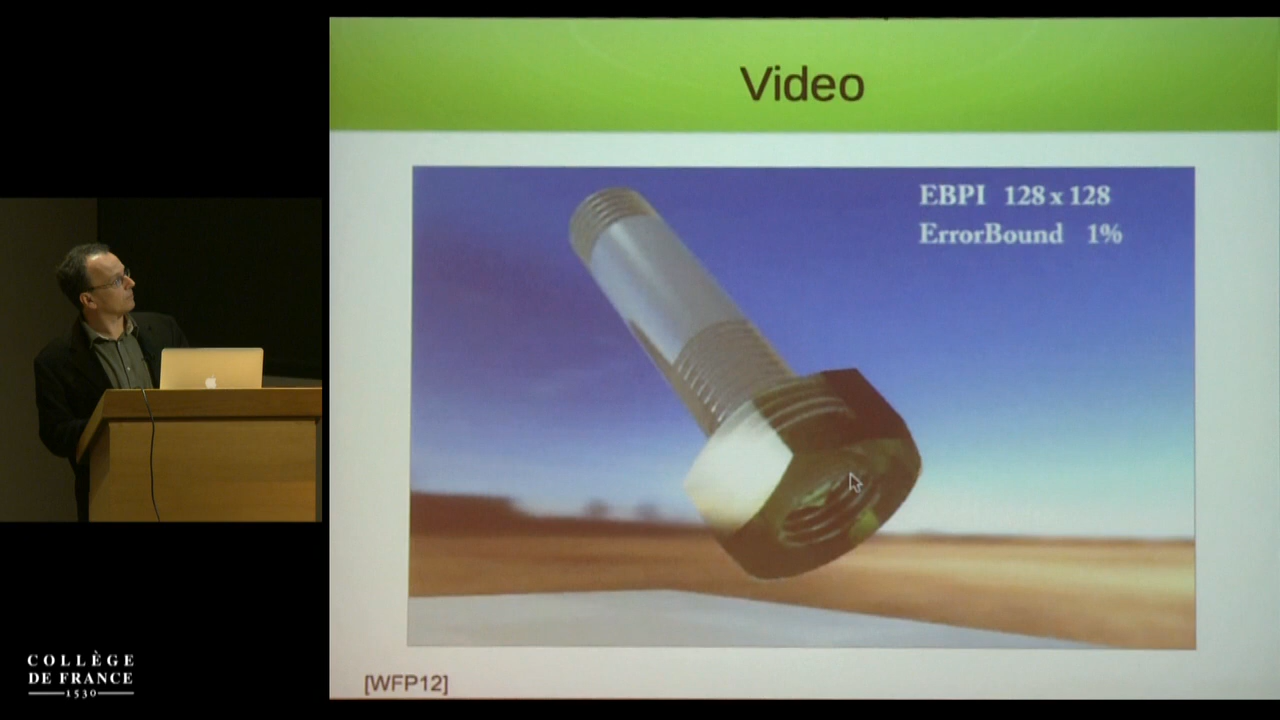 Video
EBPI 128 x 128
ErrorBound 1%
[WFP12]
COLLÈGE
DE FRANCE
1530